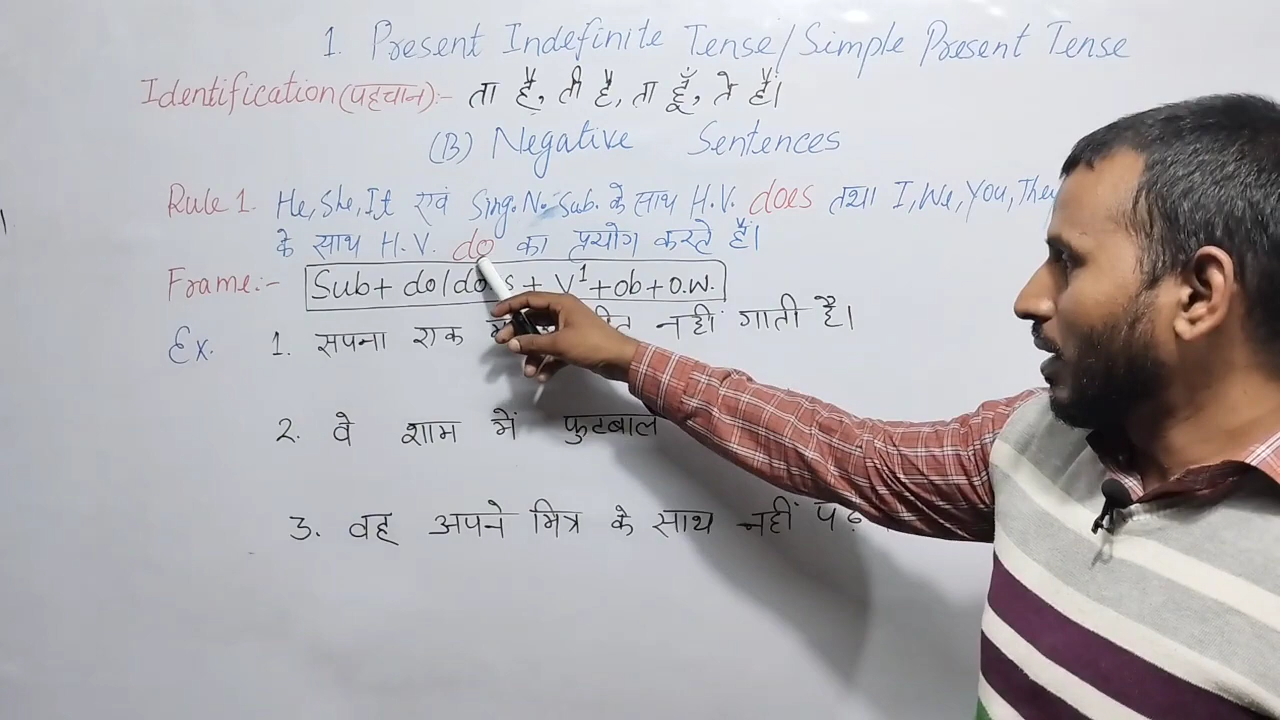 1. Present Indefinite Tense/Simple Present Tense
Identification (पहचान):- ता है, ती है, ता हूँ, ते हैं।
(B) Negative Sentences
Rule 1. He, She, It एवं Sing. N. Sub. के साथ H.V. does तथा I, We, You, They
के साथ H.V. do का प्रयोग करते हैं।
Frame:- Sub + do/does + V1 + ob + O.W.
Ex. 1. सपना एक नहीं गाती है।
2. वे शाम में फुटबाल
3. वह अपने मित्र के साथ नहीं